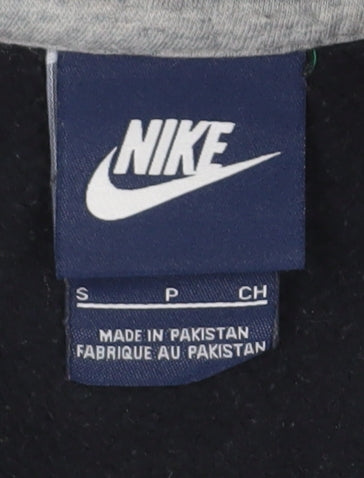 NIKE
S P CH
MADE IN PAKISTAN
FABRIQUE AU PAKISTAN